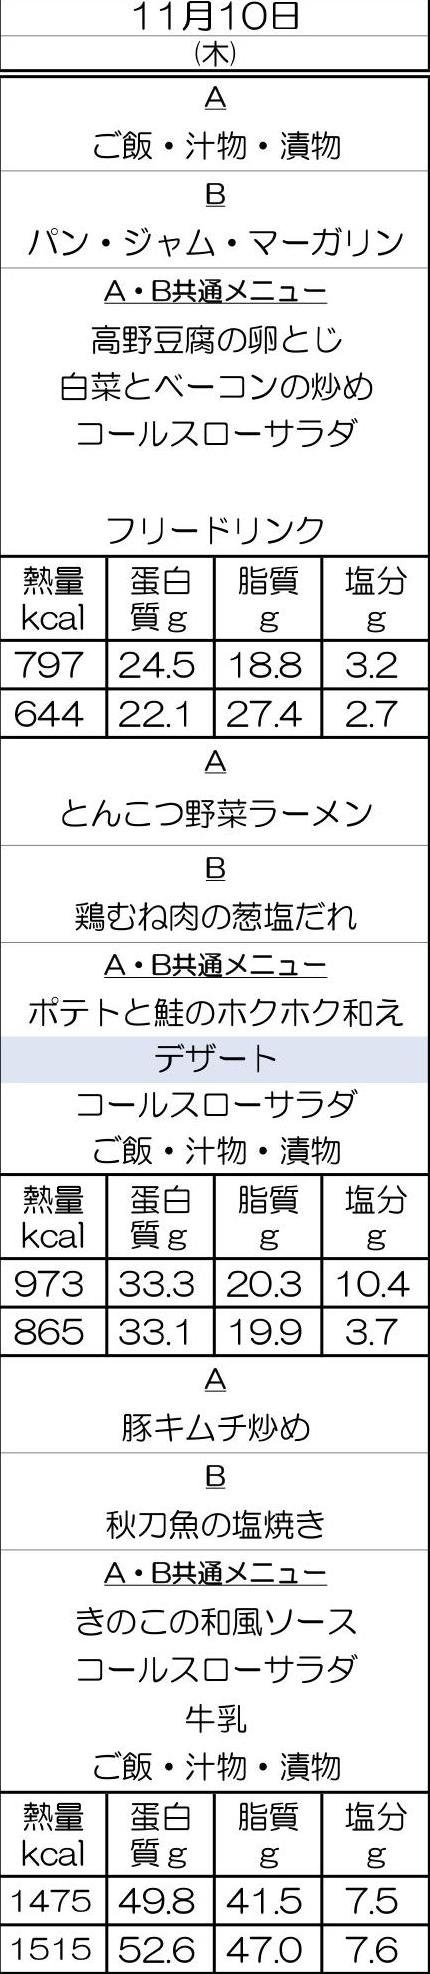 11月10日
(木)
A
ご飯・汁物・漬物
B
パン・ジャム・マーガリン
A・B共通メニュー
高野豆腐の卵とじ
白菜とベーコンの炒め
コールスローサラダ
フリードリンク
熱量 蛋白 脂質 塩分
kcal 質g g g
797 24.5 18.8 3.2
644 22.1 27.4 2.7
A
とんこつ野菜ラーメン
B
鶏むね肉の葱塩だれ
A・B共通メニュー
ポテトと鮭のホクホク和え
デザート
コールスローサラダ
ご飯・汁物・漬物
熱量 蛋白 脂質 塩分
kcal 質g g g
973 33.3 20.3 10.4
865 33.1 19.9 3.7
A
豚キムチ炒め
B
秋刀魚の塩焼き
A・B共通メニュー
きのこの和風ソース
コールスローサラダ
牛乳
ご飯・汁物・漬物
熱量 蛋白 脂質 塩分
kcal 質g g g
1475 49.8 41.5 7.5
1515 52.6 47.0 7.6